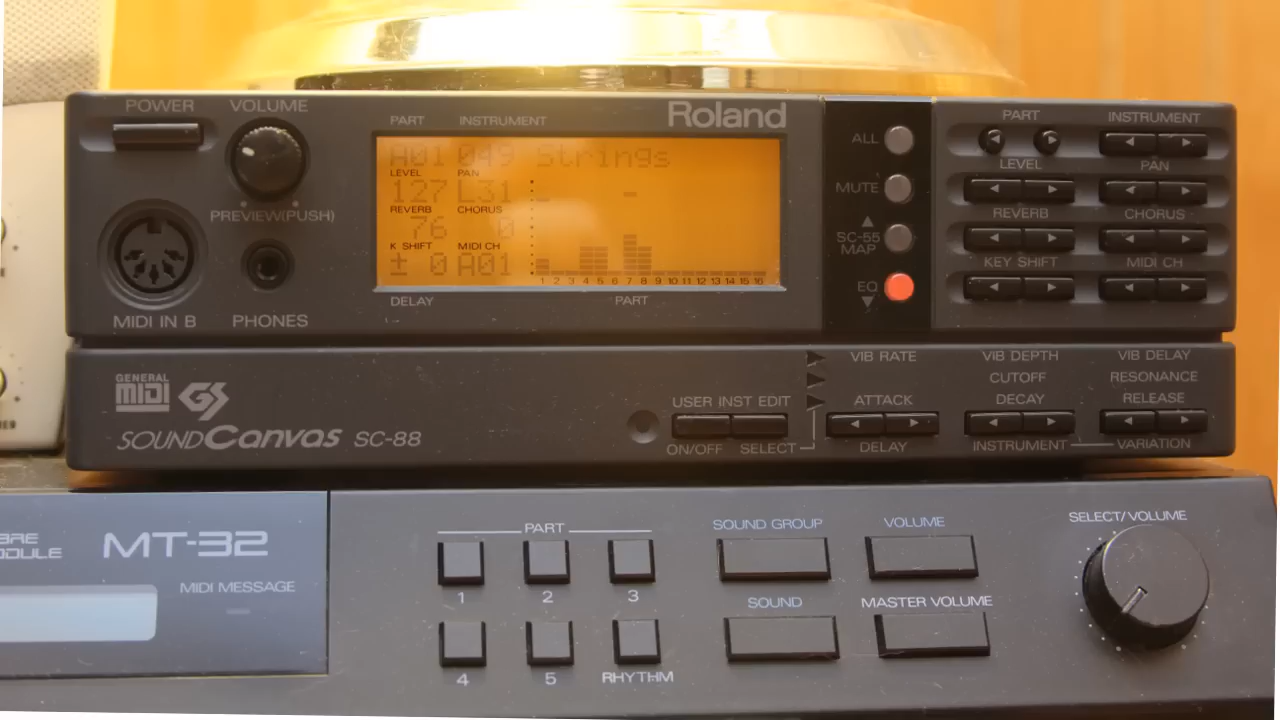 POWER VOLUME
PART INSTRUMENT
Roland
A01 049 Strings
LEVEL PAN
127 L31
REVERB CHORUS
76 0
K SHIFT MIDI CH
± 0 A01
1 2 3 4 5 6 7 8 9 10 11 12 13 14 15 16
DELAY PART
PREVIEW(PUSH)
MIDI IN B PHONES
ALL
MUTE
SC-55
MAP
EQ
PART INSTRUMENT
LEVEL PAN
REVERB CHORUS
KEY SHIFT MIDI CH
GENERAL
MIDI GS
SOUND Canvas SC-88
USER INST EDIT
ON/OFF SELECT
VIB RATE VIB DEPTH VIB DELAY
CUTOFF RESONANCE
ATTACK DECAY RELEASE
DELAY INSTRUMENT VARIATION
MT-32
MIDI MESSAGE
PART
1 2 3
4 5 RHYTHM
SOUND GROUP VOLUME
SOUND MASTER VOLUME
SELECT/VOLUME